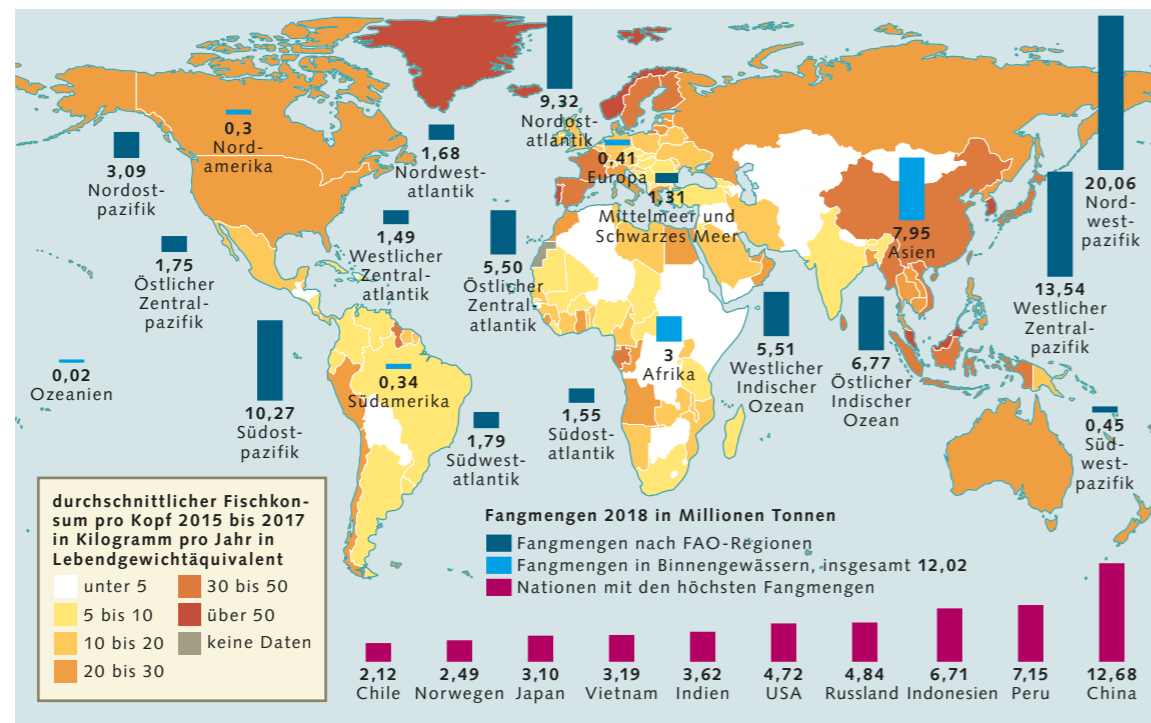 0,3
Nord-
amerika
3,09
Nordost-
pazifik
1,68
Nordwest-
atlantik
9,32
Nordost-
atlantik
0,41
Europa
1,31
Mittelmeer und
Schwarzes Meer
7,95
Asien
20,06
Nord-
west-
pazifik
1,75
Östlicher
Zentral-
pazifik
1,49
Westlicher
Zentral-
atlantik
5,50
Östlicher
Zentral-
atlantik
13,54
Westlicher
Zentral-
pazifik
0,02
Ozeanien
10,27
Südost-
pazifik
0,34
Südamerika
1,79
Südwest-
atlantik
1,55
Südost-
atlantik
3
Afrika
5,51
Westlicher
Indischer
Ozean
6,77
Östlicher
Indischer
Ozean
0,45
Süd-
west-
pazifik
durchschnittlicher Fischkon-
sum pro Kopf 2015 bis 2017
in Kilogramm pro Jahr in
Lebendgewichtäquivalent
unter 5
5 bis 10
10 bis 20
20 bis 30
30 bis 50
über 50
keine Daten
Fangmengen 2018 in Millionen Tonnen
Fangmengen nach FAO-Regionen
Fangmengen in Binnengewässern, insgesamt 12,02
Nationen mit den höchsten Fangmengen
2,12
Chile
2,49
Norwegen
3,10
Japan
3,19
Vietnam
3,62
Indien
4,72
USA
4,84
Russland
6,71
Indonesien
7,15
Peru
12,68
China